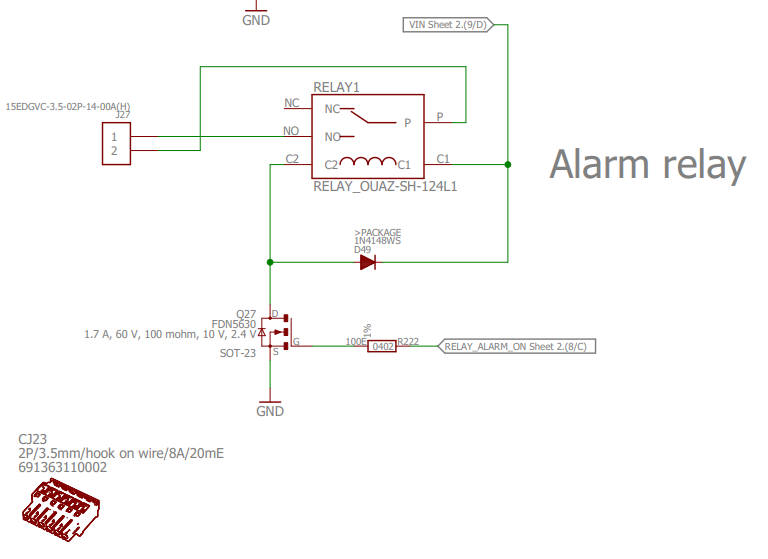 GND
VIN Sheet 2.(9/D)
RELAY1
15EDGVC-3.5-02P-14-00A(H)
J27
NC
NC
P
P
1
NO
NO
2
C2
C2
C1
C1
RELAY_OUAZ-SH-124L1
Alarm relay
>PACKAGE
1N4148WS
D49
Q27
D
FDN5630
1.7 A, 60 V, 100 mohm, 10 V, 2.4 V
SOT-23
G
S
1%
100E
0402
R222
RELAY_ALARM_ON Sheet 2.(8/C)
GND
CJ23
2P/3.5mm/hook on wire/8A/20mE
691363110002